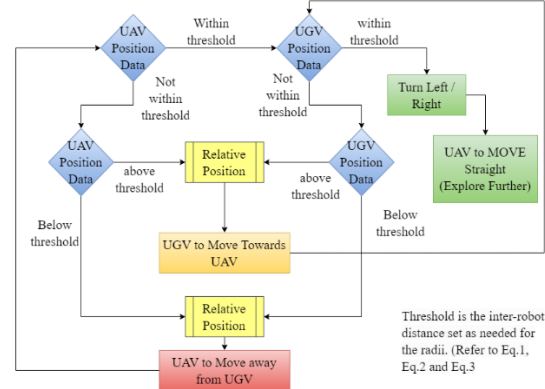 UAV
Position
Data
Within
threshold
UGV
Position
Data
within
threshold
Turn Left /
Right
UAV to MOVE
Straight
(Explore Further)
Not
within
threshold
Not
within
threshold
UAV
Position
Data
above
threshold
Relative
Position
above
threshold
UGV
Position
Data
Below
threshold
UGV to Move Towards
UAV
Below
threshold
Relative
Position
UAV to Move away
from UGV
Threshold is the inter-robot
distance set as needed for
the radii. (Refer to Eq.1,
Eq.2 and Eq.3